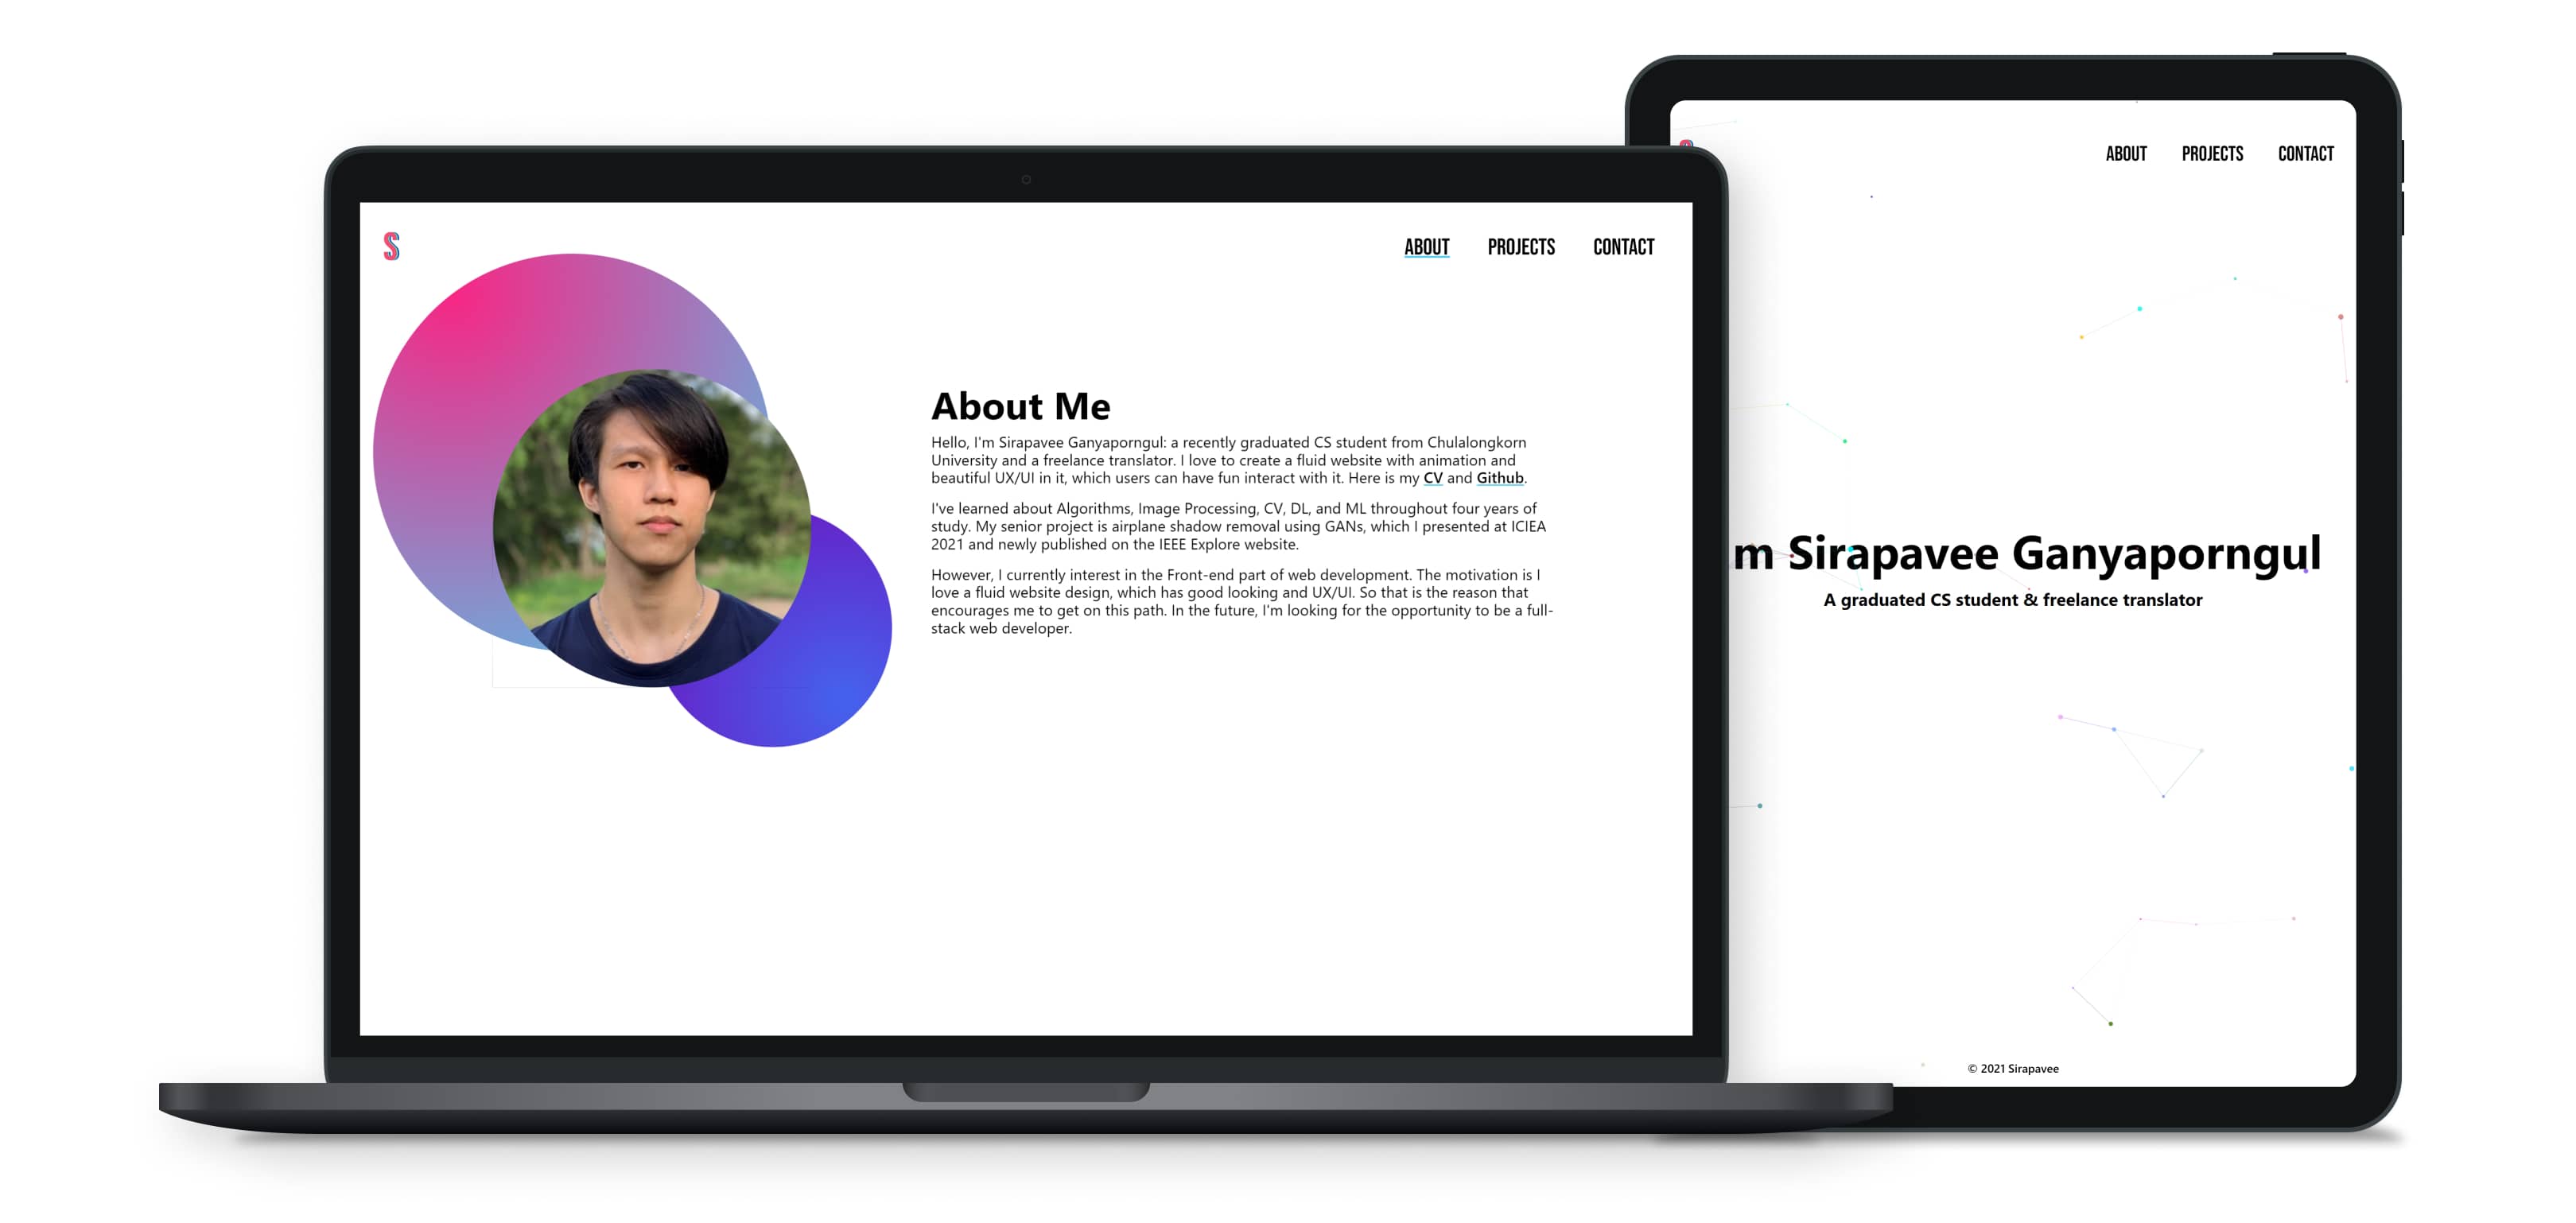 S
ABOUT PROJECTS CONTACT
About Me
Hello, I'm Sirapavee Ganyaporngul: a recently graduated CS student from Chulalongkorn
University and a freelance translator. I love to create a fluid website with animation and
beautiful UX/UI in it, which users can have fun interact with it. Here is my CV and Github.
I've learned about Algorithms, Image Processing, CV, DL, and ML throughout four years of
study. My senior project is airplane shadow removal using GANs, which I presented at ICIEA
2021 and newly published on the IEEE Explore website.
However, I currently interest in the Front-end part of web development. The motivation is I
love a fluid website design, which has good looking and UX/UI. So that is the reason that
encourages me to get on this path. In the future, I'm looking for the opportunity to be a full-
stack web developer.
ABOUT PROJECTS CONTACT
m Sirapavee Ganyaporngul
A graduated CS student & freelance translator
© 2021 Sirapavee